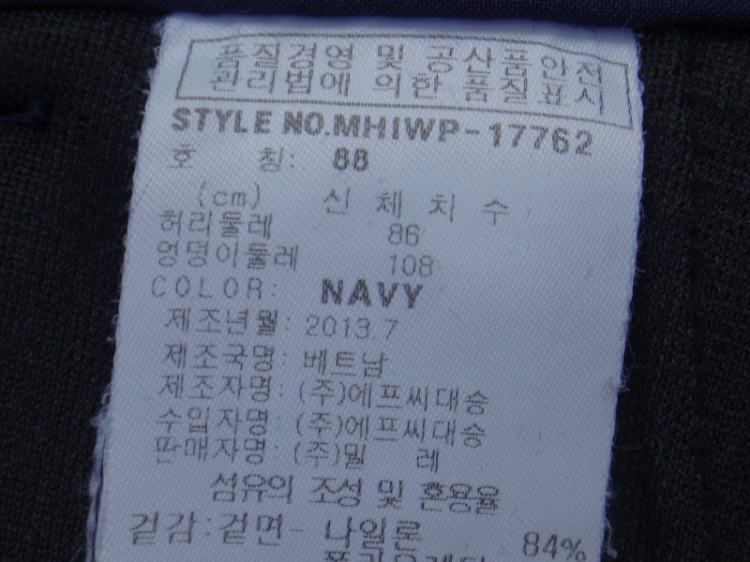 품질경영 및 공산품안전
관리법에 의한 품질표시
STYLE NO.MHIWP-17762
호 칭: 88
(cm) 신 체 치 수
허리둘레 86
엉덩이둘레 108
COLOR: NAVY
제조년월: 2013.7
제조국명: 베트남
제조자명: (주)에프씨대승
수입자명: (주)에프씨대승
판매자명: (주)밀 레
섬유의 조성 및 혼용율
겉감:겉면- 나일론 84%